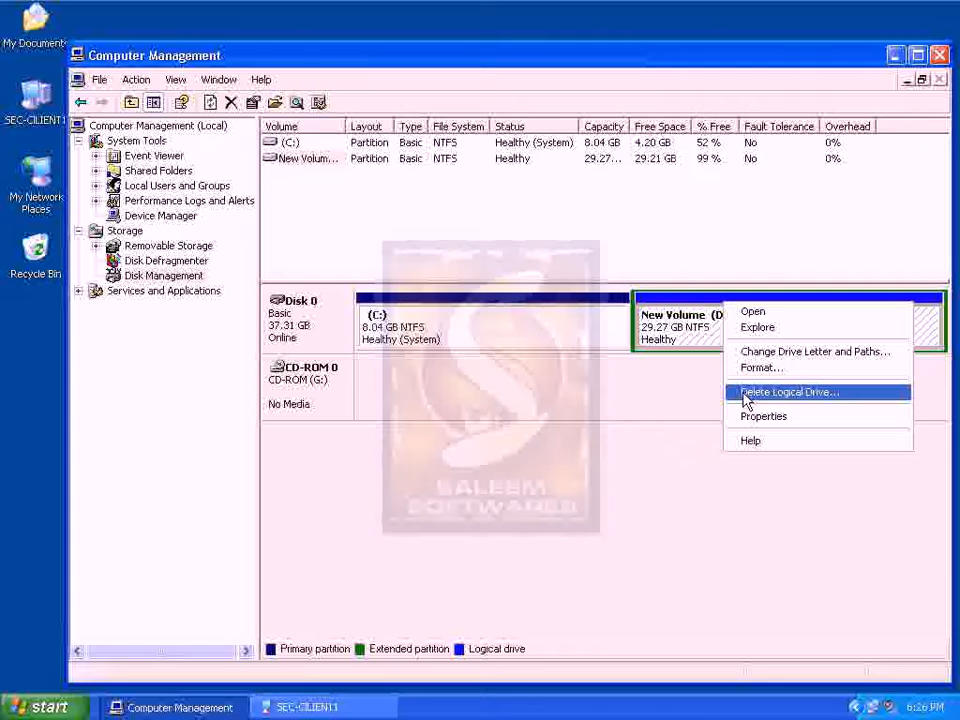 My Documents
SEC-CILIENT1
My Network
Places
Recycle Bin
Computer Management
File Action View Window Help
Computer Management (Local)
System Tools
Event Viewer
Shared Folders
Local Users and Groups
Performance Logs and Alerts
Device Manager
Storage
Removable Storage
Disk Defragmenter
Disk Management
Services and Applications
Volume Layout Type File System Status Capacity Free Space % Free Fault Tolerance Overhead
(C:) Partition Basic NTFS Healthy (System) 8.04 GB 4.20 GB 52 % No 0%
New Volum... Partition Basic NTFS Healthy 29.27... 29.21 GB 99 % No 0%
Disk 0
Basic
37.31 GB
Online
(C:)
8.04 GB NTFS
Healthy (System)
New Volume (D
29.27 GB NTFS
Healthy
CD-ROM 0
CD-ROM (G:)
No Media
Open
Explore
Change Drive Letter and Paths...
Format...
Delete Logical Drive...
Properties
Help
SALEEM
SOFTWARES
Primary partition Extended partition Logical drive
start Computer Management SEC-CILIENT1 6:26 PM